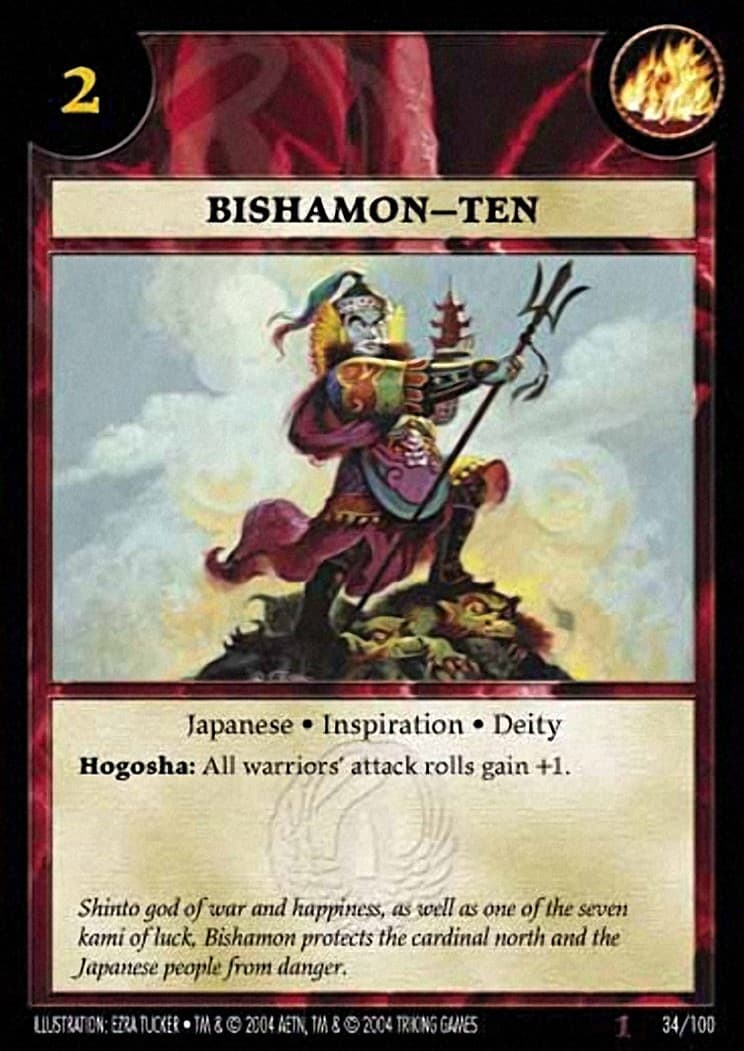 2
BISHAMON–TEN
Japanese • Inspiration • Deity
Hogosha: All warriors' attack rolls gain +1.
Shinto god of war and happiness, as well as one of the seven
kami of luck, Bishamon protects the cardinal north and the
Japanese people from danger.
ILLUSTRATION: EZRA TUCKER • TM & © 2004 AETN, TM & © 2004 TRIKING GAMES
1 34/100